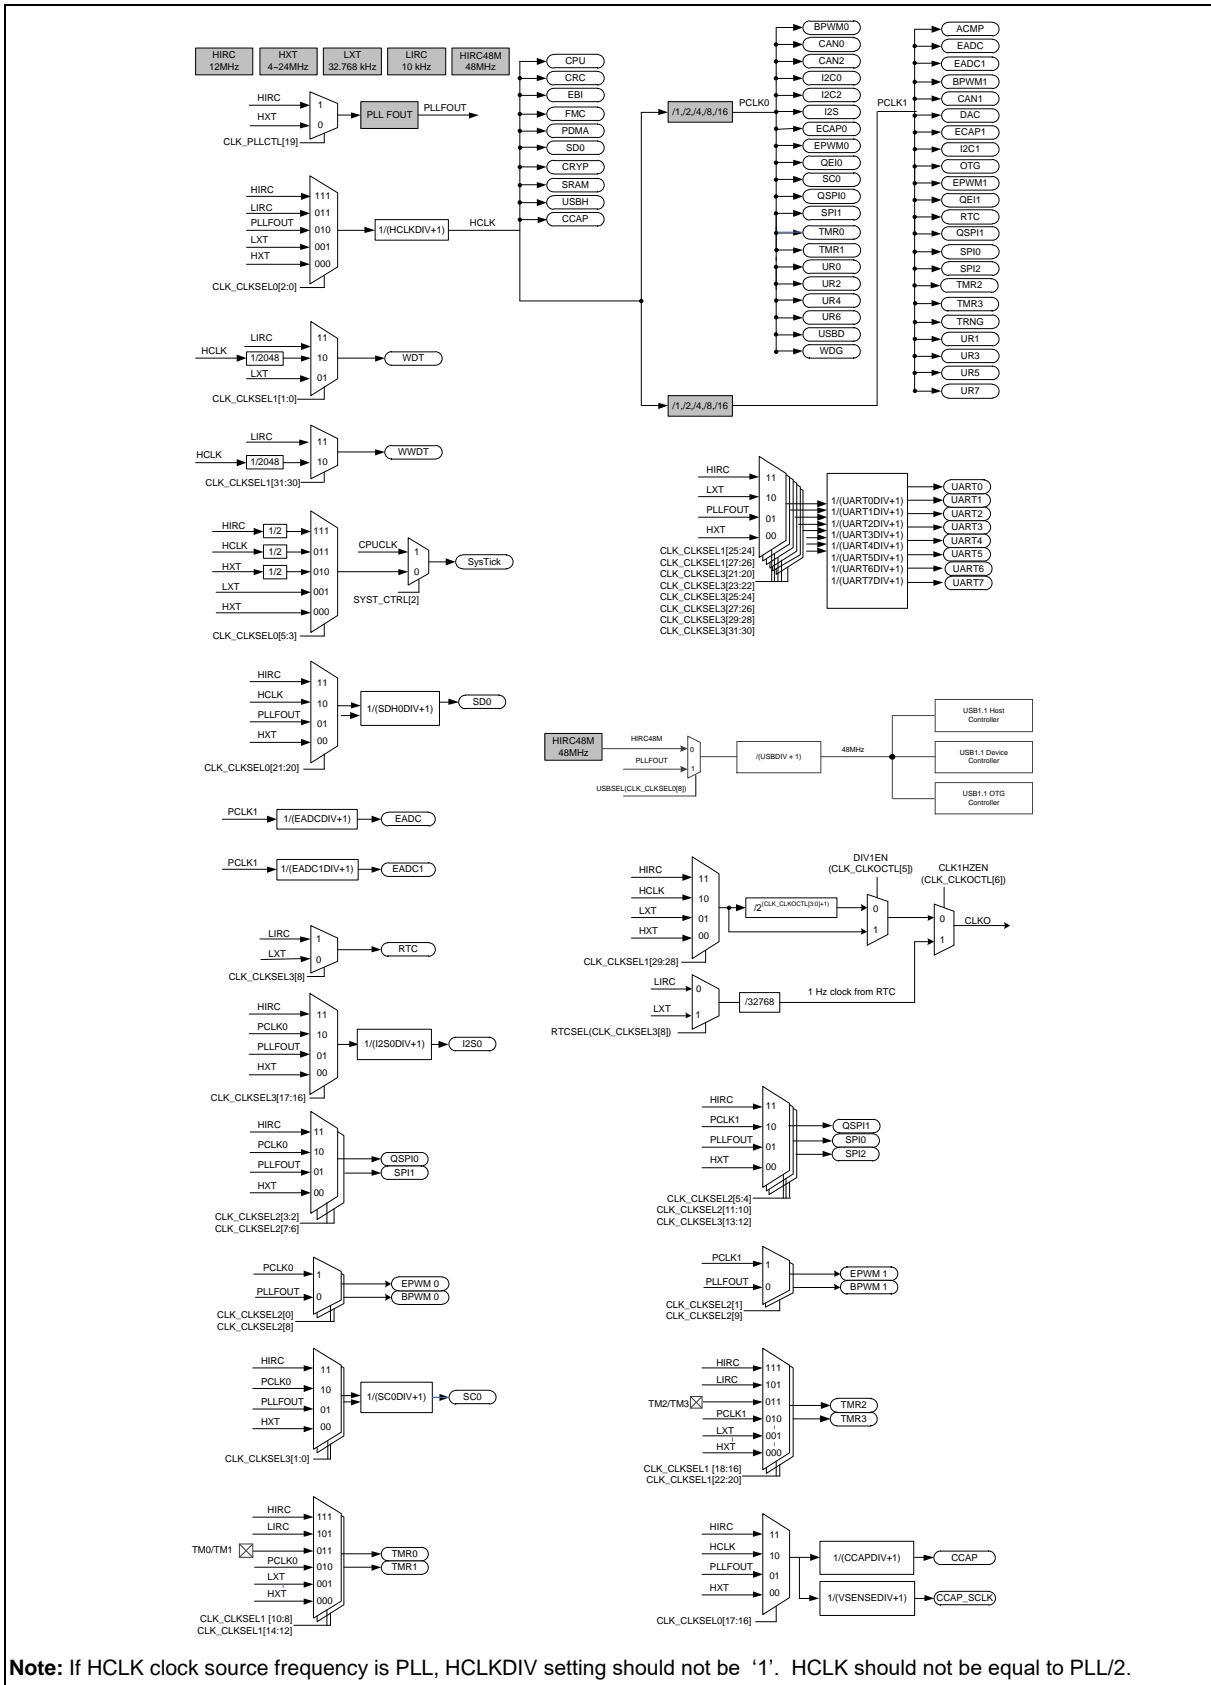 HIRC
12MHz
HXT
4~24MHz
LXT
32.768 kHz
LIRC
10 kHz
HIRC48M
48MHz
HIRC
HXT
1
0
CLK_PLLCTL[19]
PLL FOUT
PLLFOUT
HIRC
LIRC
PLLFOUT
LXT
HXT
111
011
010
001
000
CLK_CLKSEL0[2:0]
1/(HCLKDIV+1)
HCLK
CPU
CRC
EBI
FMC
PDMA
SD0
CRYP
SRAM
USBH
CCAP
/1,/2,/4,/8,/16
PCLK0
BPWM0
CAN0
CAN2
I2C0
I2C2
I2S
ECAP0
EPWM0
QEI0
SC0
QSPI0
SPI1
TMR0
TMR1
UR0
UR2
UR4
UR6
USBD
WDG
/1,/2,/4,/8,/16
PCLK1
ACMP
EADC
EADC1
BPWM1
CAN1
DAC
ECAP1
I2C1
OTG
EPWM1
QEI1
RTC
QSPI1
SPI0
SPI2
TMR2
TMR3
TRNG
UR1
UR3
UR5
UR7
LIRC
HCLK
1/2048
LXT
11
10
01
CLK_CLKSEL1[1:0]
WDT
LIRC
HCLK
1/2048
11
10
CLK_CLKSEL1[31:30]
WWDT
HIRC
1/2
HCLK
1/2
HXT
1/2
LXT
HXT
111
011
010
001
000
CLK_CLKSEL0[5:3]
CPUCLK
1
0
SYST_CTRL[2]
SysTick
HIRC
LXT
PLLFOUT
HXT
11
10
01
00
CLK_CLKSEL1[25:24]
CLK_CLKSEL1[27:26]
CLK_CLKSEL3[21:20]
CLK_CLKSEL3[23:22]
CLK_CLKSEL3[25:24]
CLK_CLKSEL3[27:26]
CLK_CLKSEL3[29:28]
CLK_CLKSEL3[31:30]
1/(UART0DIV+1)
1/(UART1DIV+1)
1/(UART2DIV+1)
1/(UART3DIV+1)
1/(UART4DIV+1)
1/(UART5DIV+1)
1/(UART6DIV+1)
1/(UART7DIV+1)
UART0
UART1
UART2
UART3
UART4
UART5
UART6
UART7
HIRC
HCLK
PLLFOUT
HXT
11
10
01
00
CLK_CLKSEL0[21:20]
1/(SDH0DIV+1)
SD0
HIRC48M
48MHz
HIRC48M
PLLFOUT
0
1
USBSEL(CLK_CLKSEL0[8])
/(USBDIV + 1)
48MHz
USB1.1 Host
Controller
USB1.1 Device
Controller
USB1.1 OTG
Controller
PCLK1
1/(EADCDIV+1)
EADC
PCLK1
1/(EADC1DIV+1)
EADC1
HIRC
HCLK
LXT
HXT
11
10
01
00
CLK_CLKSEL1[29:28]
/2(CLK_CLKOCTL[3:0]+1)
DIV1EN
(CLK_CLKOCTL[5])
0
1
CLK1HZEN
(CLK_CLKOCTL[6])
0
1
CLKO
LIRC
LXT
0
1
RTCSEL(CLK_CLKSEL3[8])
/32768
1 Hz clock from RTC
LIRC
LXT
1
0
CLK_CLKSEL3[8]
RTC
HIRC
PCLK0
PLLFOUT
HXT
11
10
01
00
CLK_CLKSEL3[17:16]
1/(I2S0DIV+1)
I2S0
HIRC
PCLK0
PLLFOUT
HXT
11
10
01
00
CLK_CLKSEL2[3:2]
CLK_CLKSEL2[7:6]
QSPI0
SPI1
HIRC
PCLK1
PLLFOUT
HXT
11
10
01
00
CLK_CLKSEL2[5:4]
CLK_CLKSEL2[11:10]
CLK_CLKSEL3[13:12]
QSPI1
SPI0
SPI2
PCLK0
PLLFOUT
1
0
CLK_CLKSEL2[0]
CLK_CLKSEL2[8]
EPWM 0
BPWM 0
PCLK1
PLLFOUT
1
0
CLK_CLKSEL2[1]
CLK_CLKSEL2[9]
EPWM 1
BPWM 1
HIRC
PCLK0
PLLFOUT
HXT
11
10
01
00
CLK_CLKSEL3[1:0]
1/(SC0DIV+1)
SC0
HIRC
LIRC
TM2/TM3
PCLK1
LXT
HXT
111
101
011
010
001
000
CLK_CLKSEL1 [18:16]
CLK_CLKSEL1[22:20]
TMR2
TMR3
HIRC
LIRC
TM0/TM1
PCLK0
LXT
HXT
111
101
011
010
001
000
CLK_CLKSEL1 [10:8]
CLK_CLKSEL1[14:12]
TMR0
TMR1
HIRC
HCLK
PLLFOUT
HXT
11
10
01
00
CLK_CLKSEL0[17:16]
1/(CCAPDIV+1)
CCAP
1/(VSENSEDIV+1)
CCAP_SCLK
Note: If HCLK clock source frequency is PLL, HCLKDIV setting should not be ‘1’. HCLK should not be equal to PLL/2.